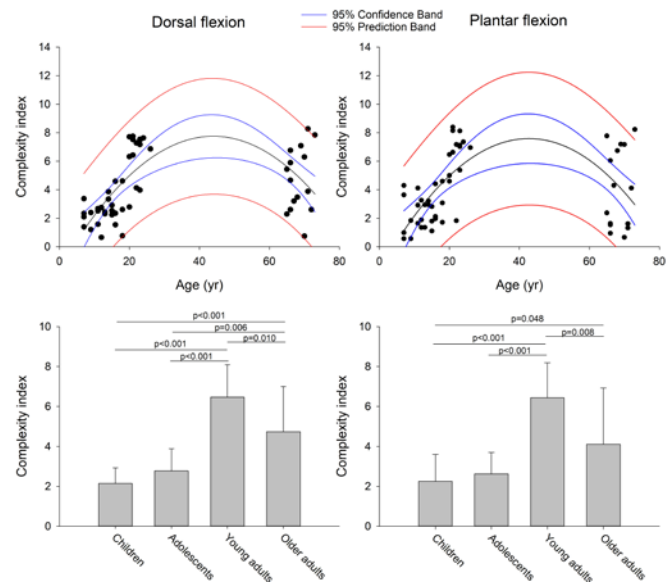 Dorsal flexion
95% Confidence Band
95% Prediction Band
Plantar flexion
Complexity index
14
12
10
8
6
4
2
0
0 20 40 60 80
Age (yr)
Complexity index
14
12
10
8
6
4
2
0
0 20 40 60 80
Age (yr)
Complexity index
10
8
6
4
2
0
p<0.001
p=0.006
p<0.001
p=0.010
p<0.001
Children
Adolescents
Young adults
Older adults
Complexity index
10
8
6
4
2
0
p=0.048
p<0.001
p=0.008
p<0.001
Children
Adolescents
Young adults
Older adults